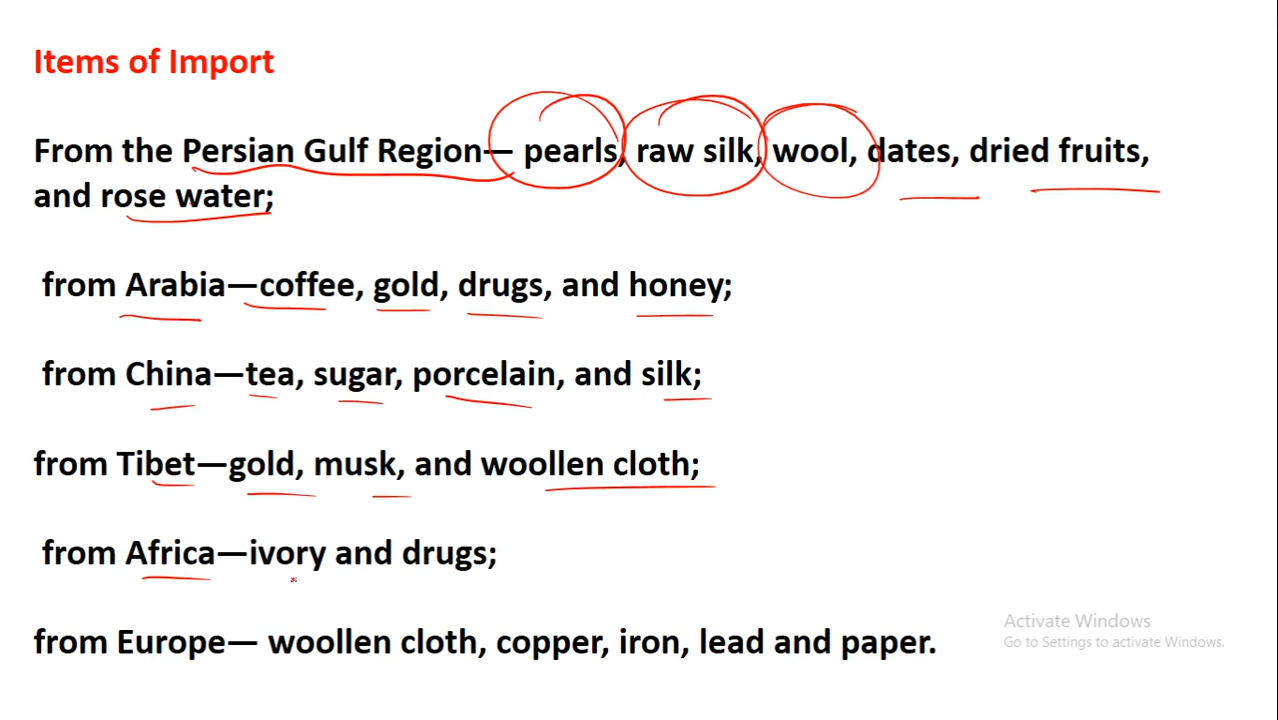 Items of Import
From the Persian Gulf Region— pearls, raw silk, wool, dates, dried fruits,
and rose water;
from Arabia—coffee, gold, drugs, and honey;
from China—tea, sugar, porcelain, and silk;
from Tibet—gold, musk, and woollen cloth;
from Africa—ivory and drugs;
from Europe— woollen cloth, copper, iron, lead and paper.
Activate Windows
Go to Settings to activate Windows.